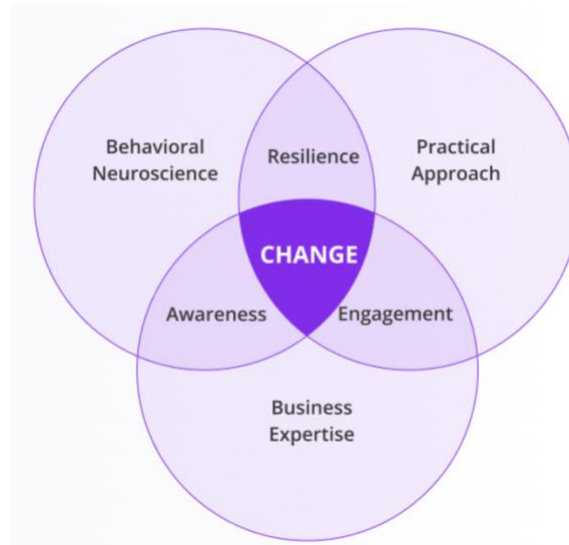 Behavioral
Neuroscience
Resilience
Practical
Approach
CHANGE
Awareness
Engagement
Business
Expertise